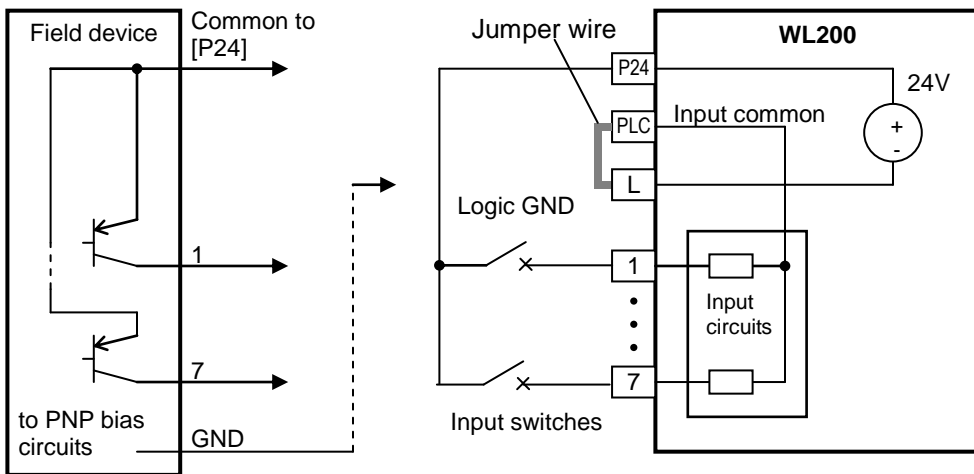 Field device
Common to
[P24]
1
7
to PNP bias
circuits
GND
Jumper wire
Logic GND
Input switches
P24
PLC
L
1
7
WL200
Input common
24V
+
-
Input
circuits